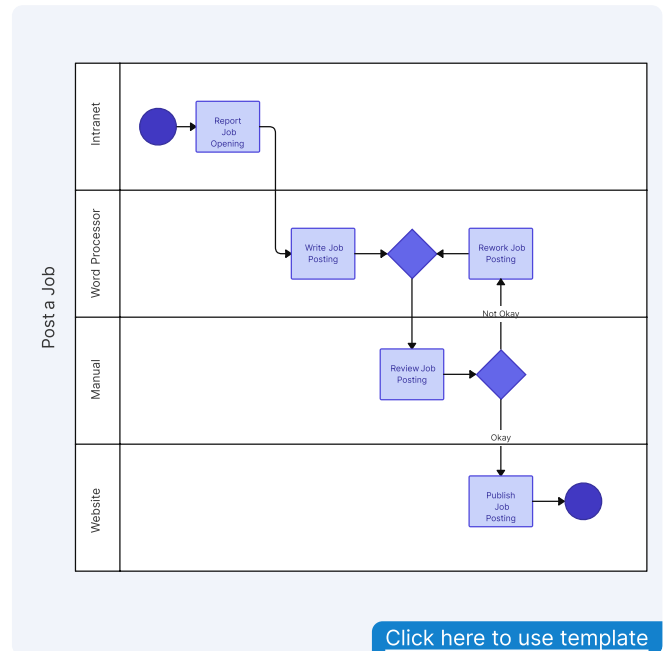 Post a Job
Intranet
Report
Job
Opening
Word Processor
Write Job
Posting
Rework Job
Posting
Not Okay
Manual
Review Job
Posting
Okay
Website
Publish
Job
Posting
Click here to use template